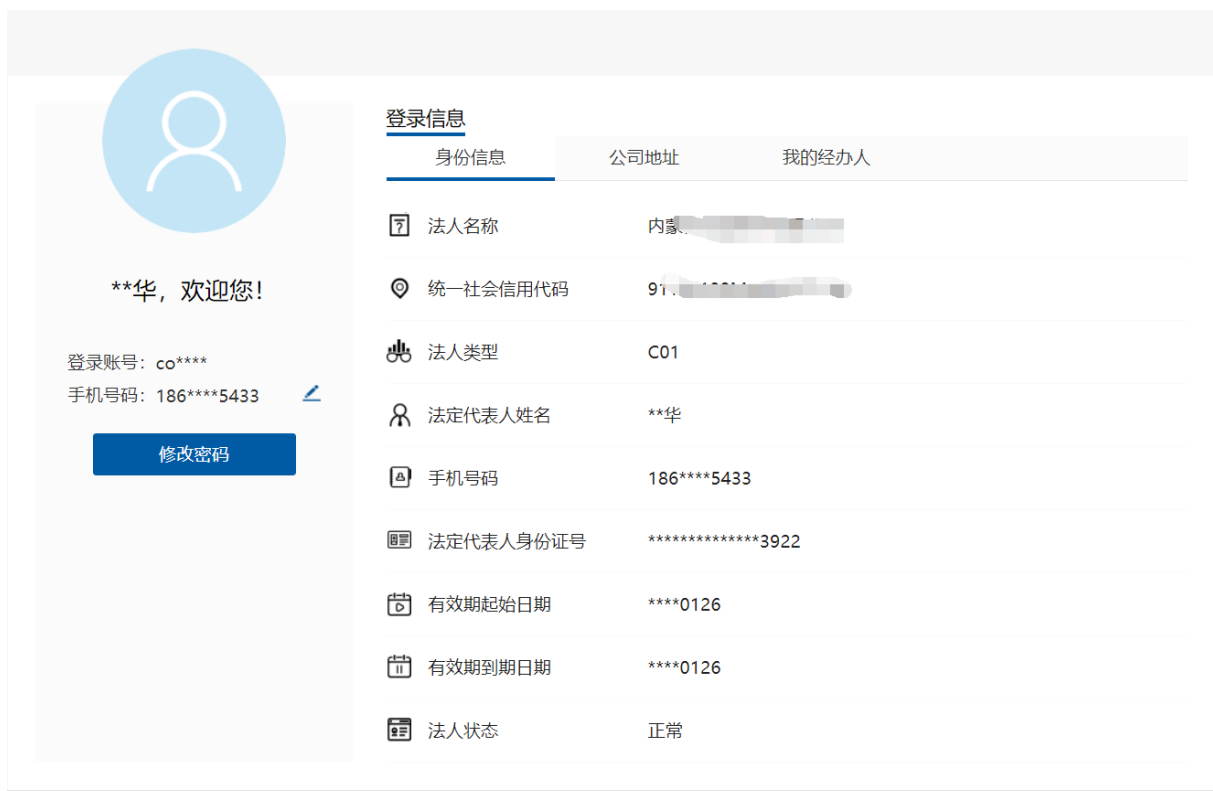 登录信息
身份信息 公司地址 我的经办人
**华，欢迎您！
登录账号：co****
手机号码：186****5433
修改密码
法人名称 内蒙
统一社会信用代码 91
法人类型 C01
法定代表人姓名 **华
手机号码 186****5433
法定代表人身份证号 **************3922
有效期起始日期 ****0126
有效期到期日期 ****0126
法人状态 正常